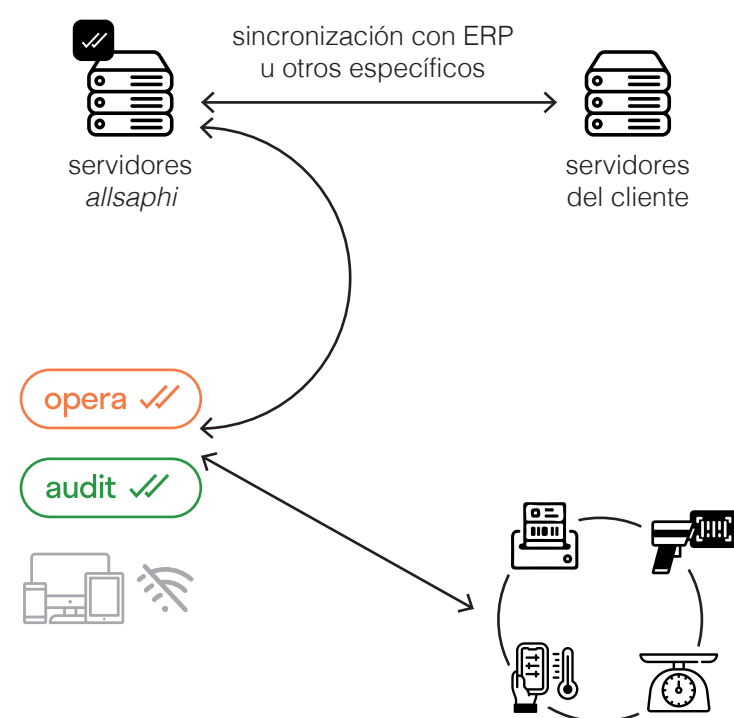 sincronización con ERP
u otros específicos
servidores
allsaphi
servidores
del cliente
opera
audit